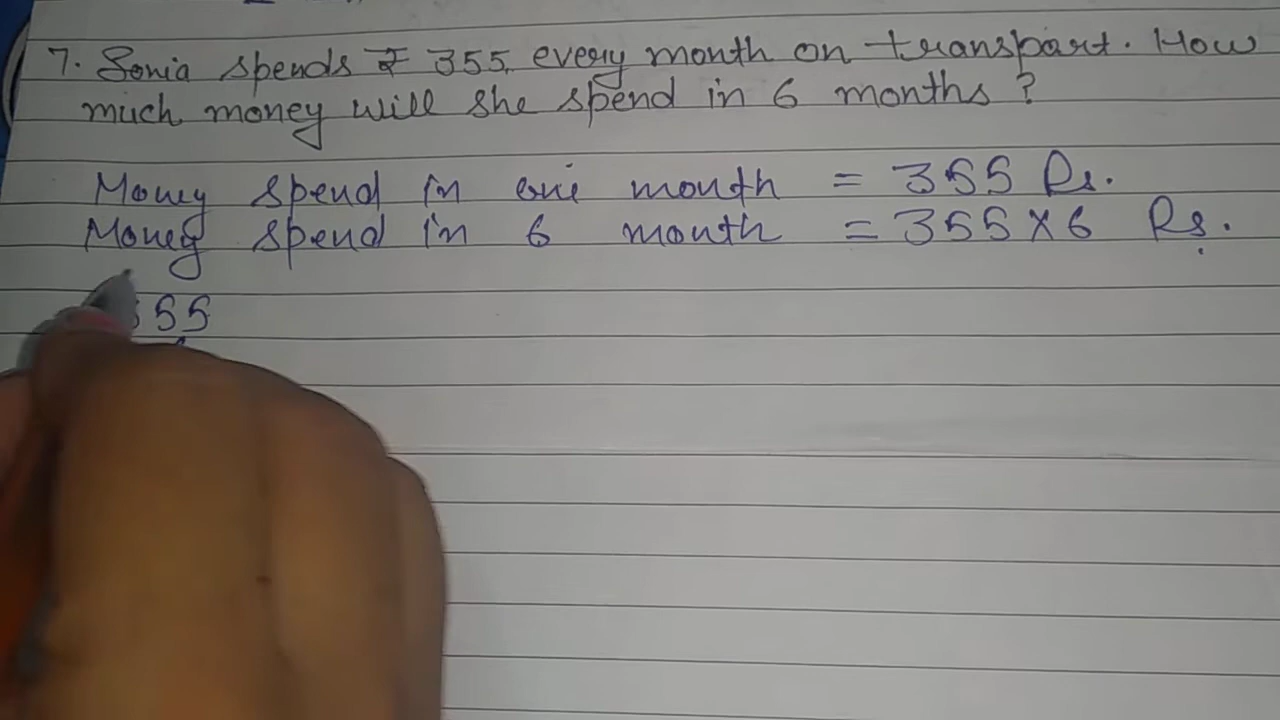 7. Sonia spends ₹ 355 every month on transpart. How
much money will she spend in 6 months?
Money spend in one month = 355 Rs.
Money spend in 6 month = 355×6 Rs.
55